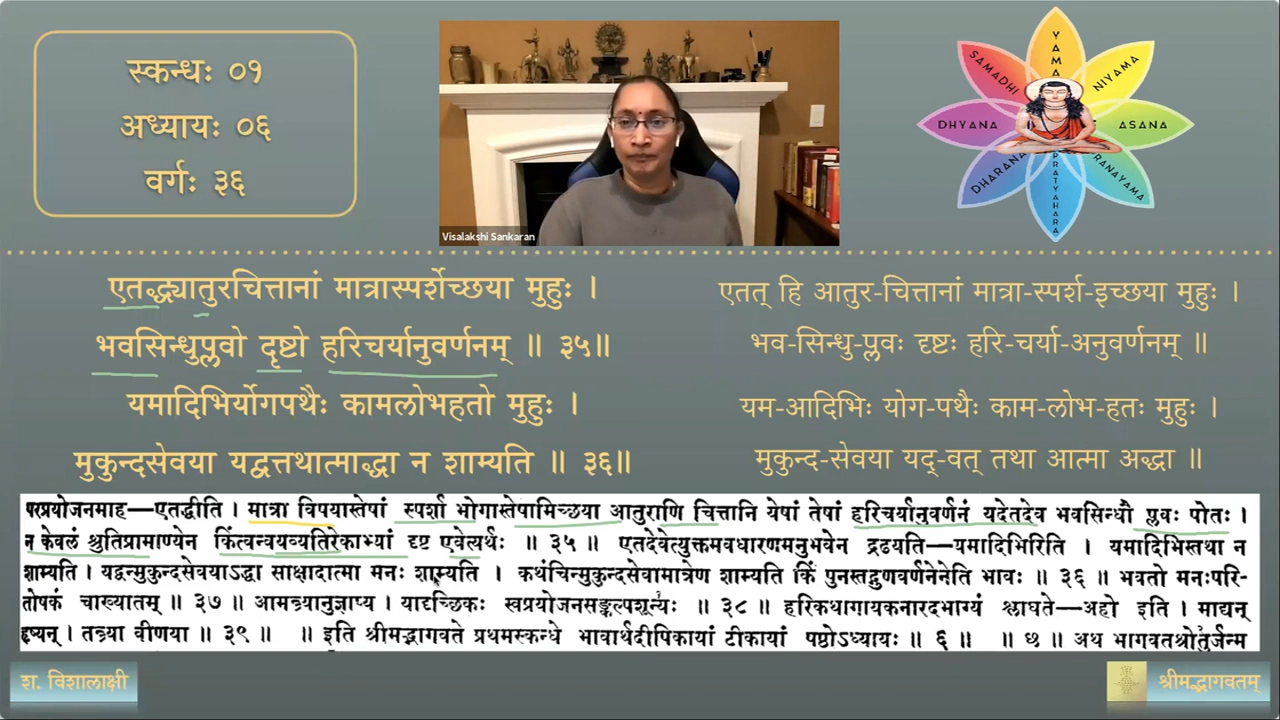 स्कन्धः ०१
अध्यायः ०६
वर्गः ३६
Visalakshi Sankaran
YAMA
NIYAMA
ASANA
PRANAYAMA
PRATYAHARA
DHARANA
DHYANA
SAMADHI
एतद्ध्यातुरचित्तानां मात्रास्पर्शेच्छया मुहुः ।
भवसिन्धुप्लवो दृष्टो हरिचर्यानुवर्णनम् ॥ ३५॥
यमादिभिर्योगपथैः कामलोभहतो मुहुः ।
मुकुन्दसेवया यद्वत्तथात्माद्धा न शाम्यति ॥ ३६॥
एतत् हि आतुर-चित्तानां मात्रा-स्पर्श-इच्छया मुहुः ।
भव-सिन्धु-प्लवः दृष्टः हरि-चर्या-अनुवर्णनम् ॥
यम-आदिभिः योग-पथैः काम-लोभ-हतः मुहुः ।
मुकुन्द-सेवया यद्-वत् तथा आत्मा अद्धा ॥
परप्रयोजनमाह—एतद्धीति । मात्रा विषयास्तेषां स्पर्शा भोगास्तेषामिच्छया आतुराणि चित्तानि येषां तेषां हरिचर्यानुवर्णनं यदेतदेव भवसिन्धौ प्लवः पोतः ।
न केवलं श्रुतिप्रामाण्येन किंत्वन्वयव्यतिरेकाभ्यां दृष्ट एवेत्यर्थः ॥ ३५ ॥ एतदेवेत्युक्तमवधारणमनुभवेन द्रढयति—यमादिभिरिति । यमादिभिस्तथा न
शाम्यति । यद्वन्मुकुन्दसेवयाऽद्धा साक्षादात्मा मनः शाम्यति । कथंचिन्मुकुन्दसेवामात्रेण शाम्यति किं पुनस्तद्गुणवर्णनेनेति भावः ॥ ३६ ॥ भवतो मनःपरि-
तोषकं चाख्यातम् ॥ ३७ ॥ आमन्त्र्यानुज्ञाप्य । यादृच्छिकः स्वप्रयोजनसङ्कल्पशून्यः ॥ ३८ ॥ हरिकथागायकनारदभाग्यं श्लाघते—अहो इति । माद्यन्
हृष्यन् । तन्त्र्या वीणया ॥ ३९ ॥ ॥ इति श्रीमद्भागवते प्रथमस्कन्धे भावार्थदीपिकायां टीकायां षष्ठोऽध्यायः ॥ ६ ॥ ॥ छ ॥ अथ भागवतश्रोतुर्जन्म
श. विशालाक्षी
श्रीमद्भागवतम्